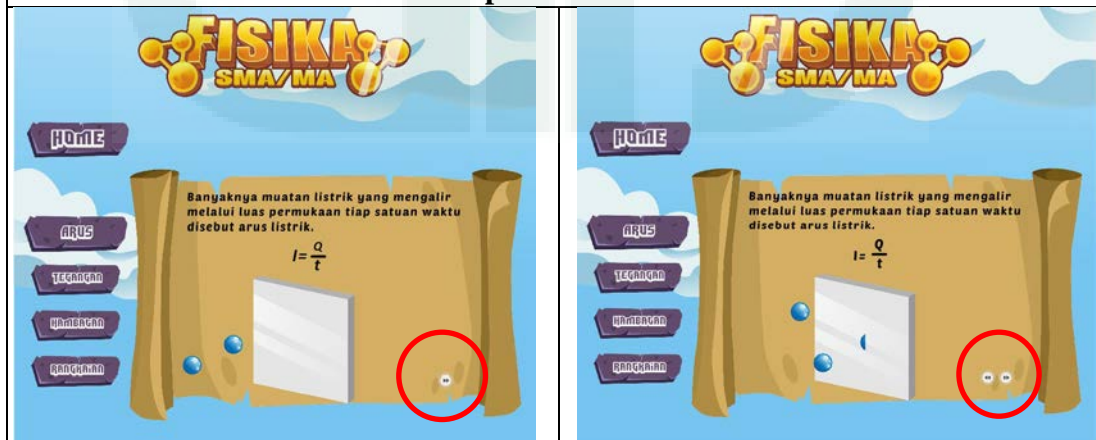 FISIKA
SMA/MA
HOME
Banyaknya muatan listrik yang mengalir
melalui luas permukaan tiap satuan waktu
disebut arus listrik.
I = Q/t
ARUS
TEGANGAN
HAMBATAN
RANGKAIAN
FISIKA
SMA/MA
HOME
Banyaknya muatan listrik yang mengalir
melalui luas permukaan tiap satuan waktu
disebut arus listrik.
I = Q/t
ARUS
TEGANGAN
HAMBATAN
RANGKAIAN